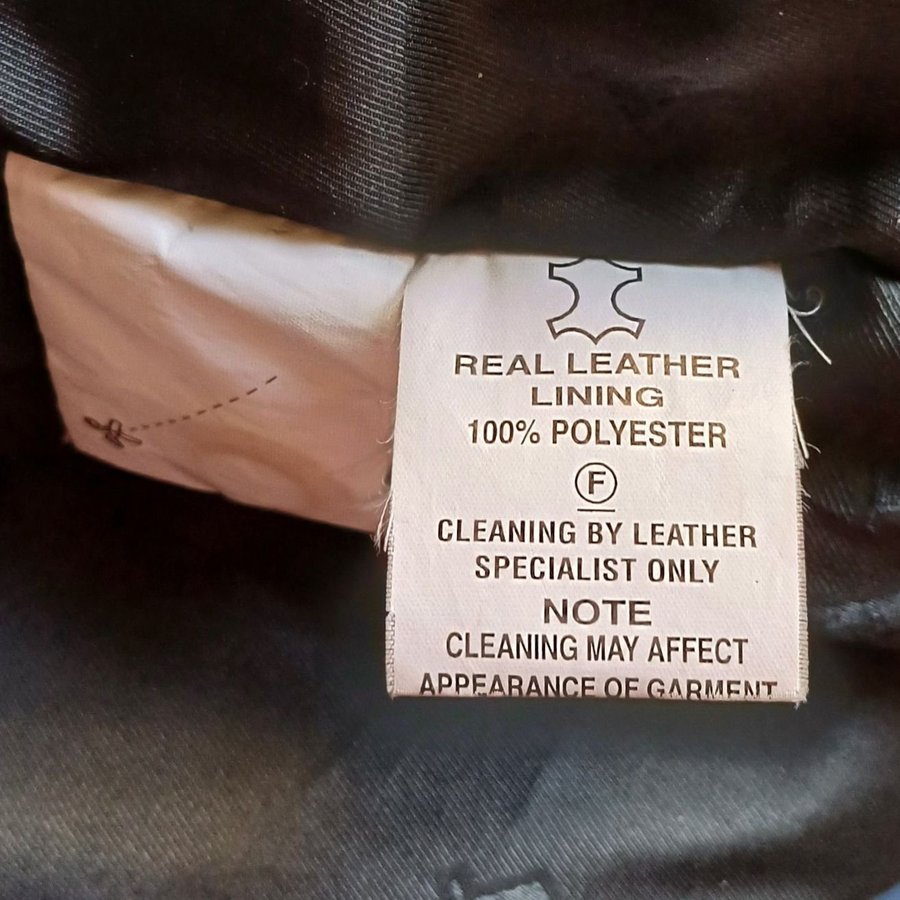 REAL LEATHER
LINING
100% POLYESTER
F
CLEANING BY LEATHER
SPECIALIST ONLY
NOTE
CLEANING MAY AFFECT
APPEARANCE OF GARMENT